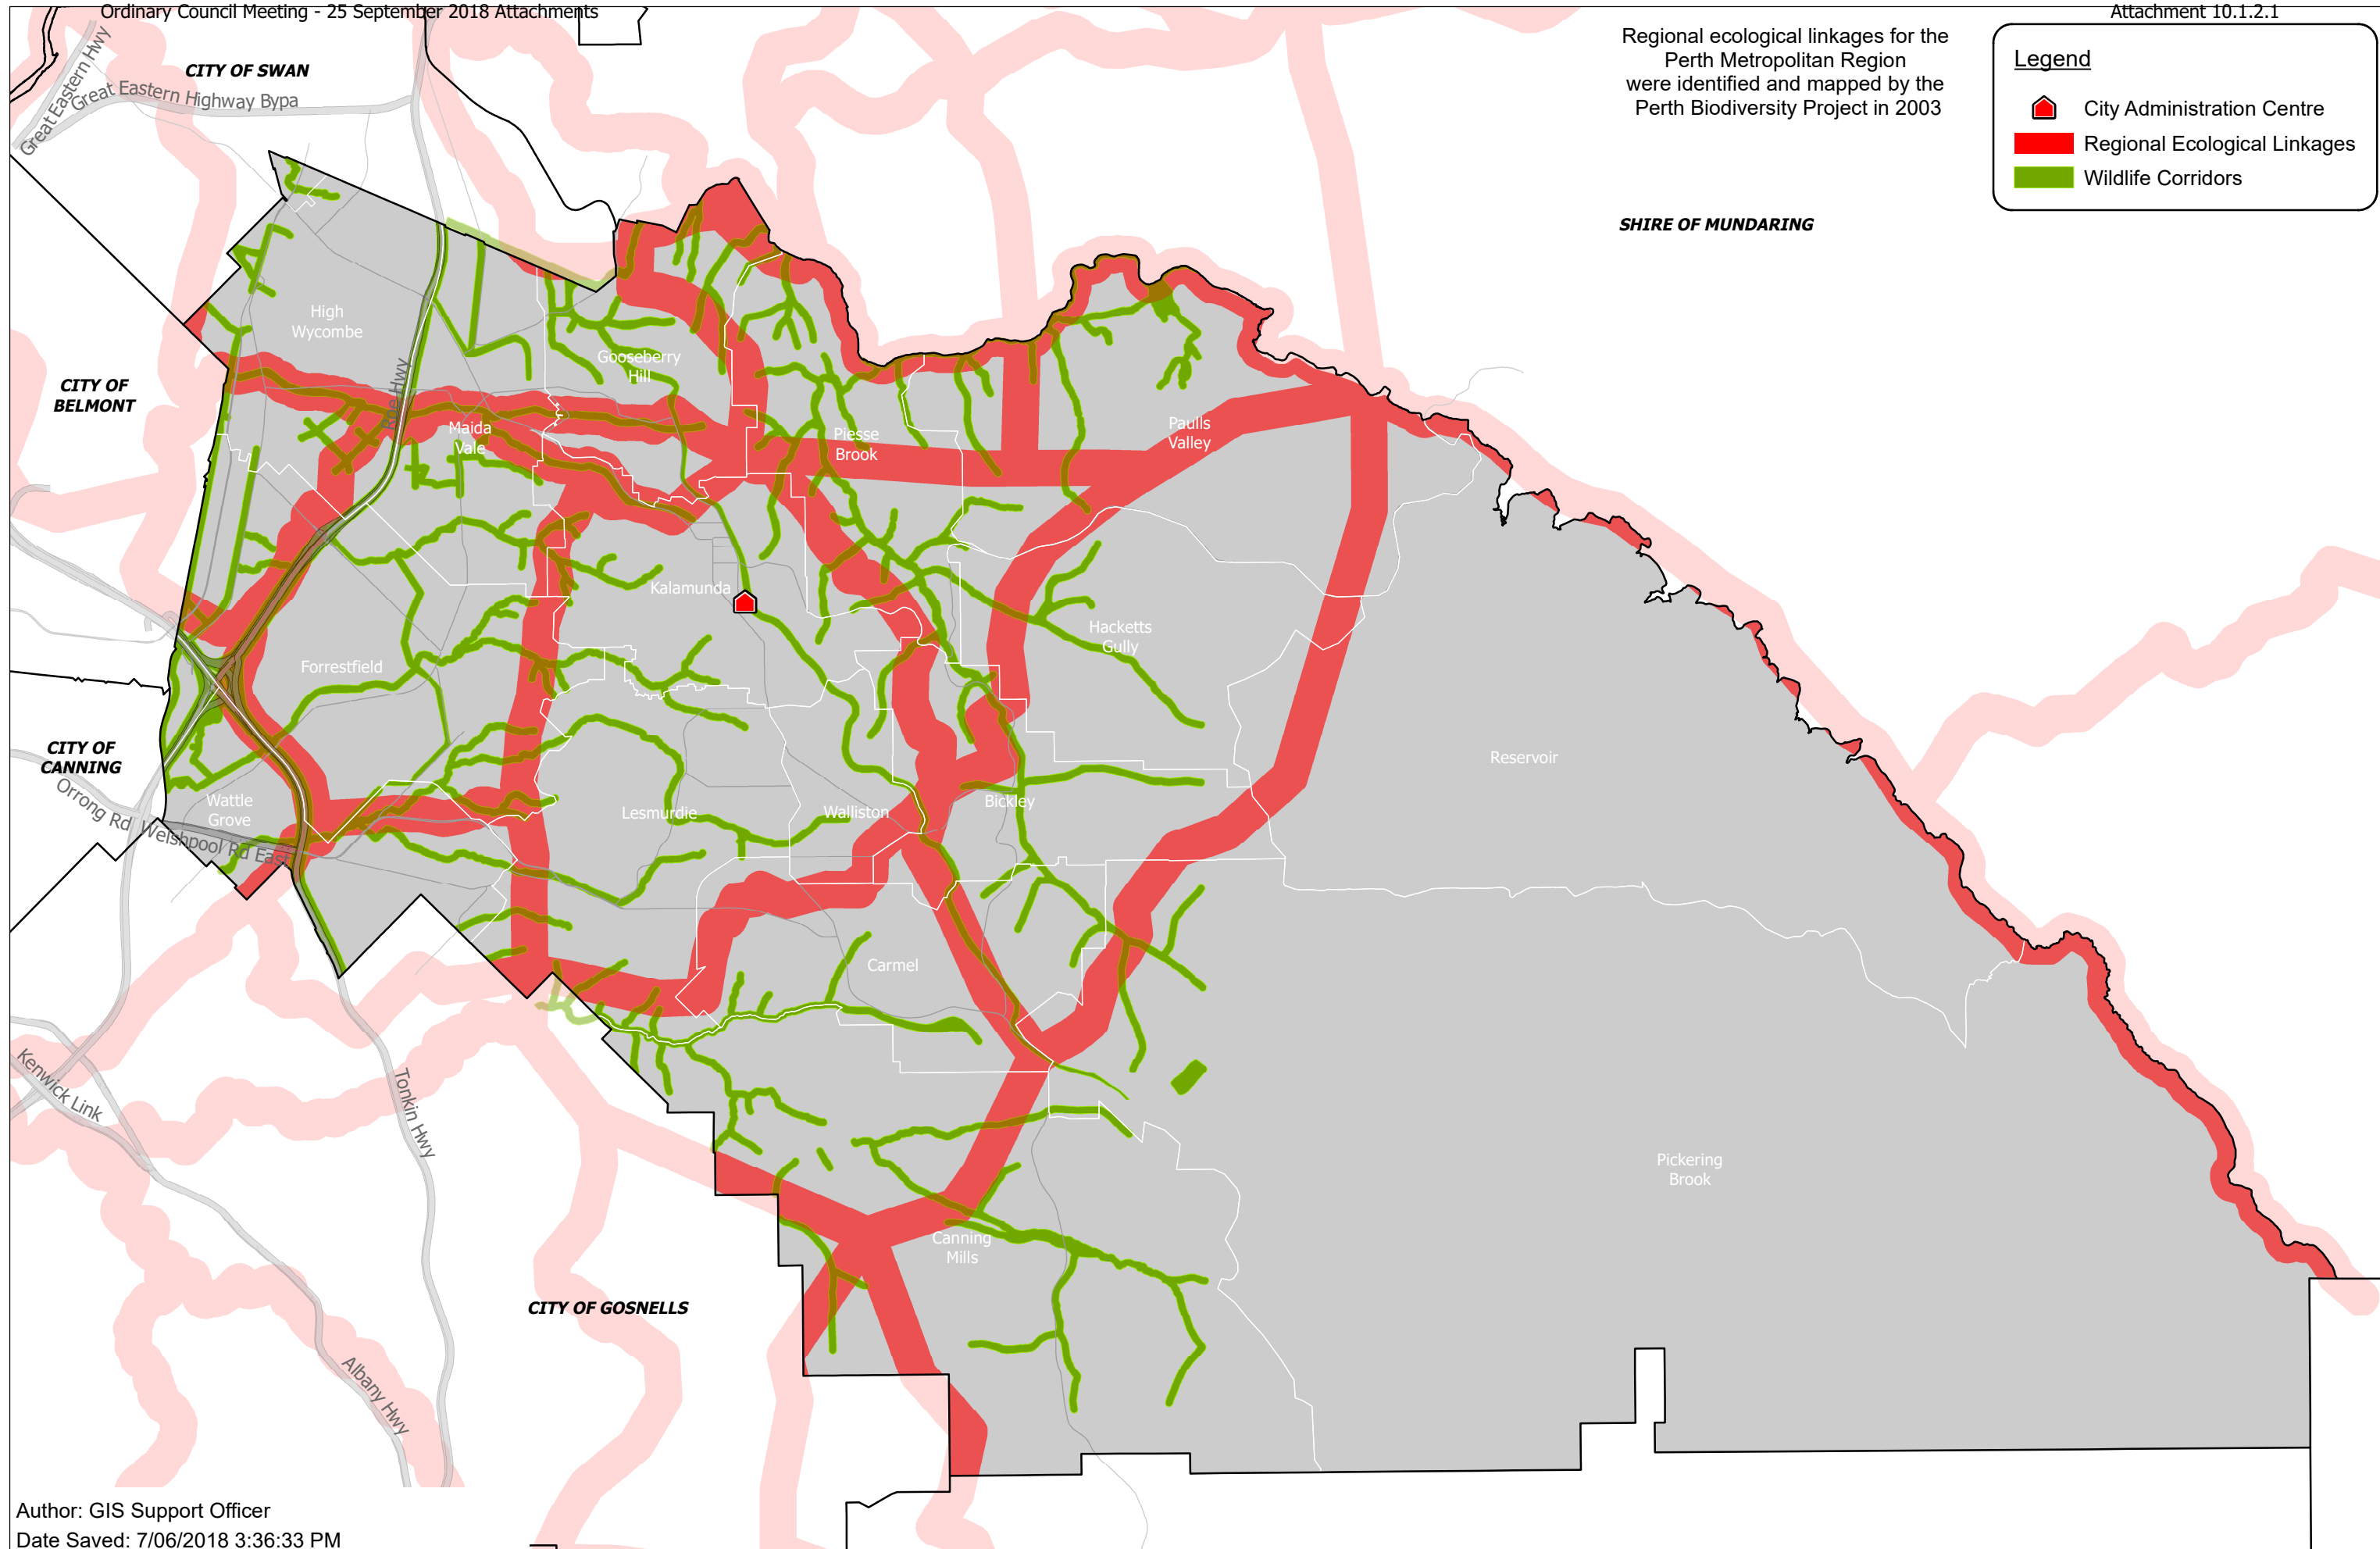 Ordinary Council Meeting - 25 September 2018 Attachments
Attachment 10.1.2.1
Regional ecological linkages for the
Perth Metropolitan Region
were identified and mapped by the
Perth Biodiversity Project in 2003
Legend
City Administration Centre
Regional Ecological Linkages
Wildlife Corridors
Great Eastern Hwy
CITY OF SWAN
Great Eastern Highway Bypa
SHIRE OF MUNDARING
High
Wycombe
Gooseberry
Hill
CITY OF
BELMONT
Roe Hwy
Maida
Vale
Piesse
Brook
Paulls
Valley
Kalamunda
Hacketts
Gully
Forrestfield
CITY OF
CANNING
Reservoir
Orrong Rd
Wattle
Grove
Welshpool Rd East
Lesmurdie
Walliston
Bickley
Carmel
Kenwick Link
Tonkin Hwy
Pickering
Brook
Canning
Mills
CITY OF GOSNELLS
Albany Hwy
Author: GIS Support Officer
Date Saved: 7/06/2018 3:36:33 PM